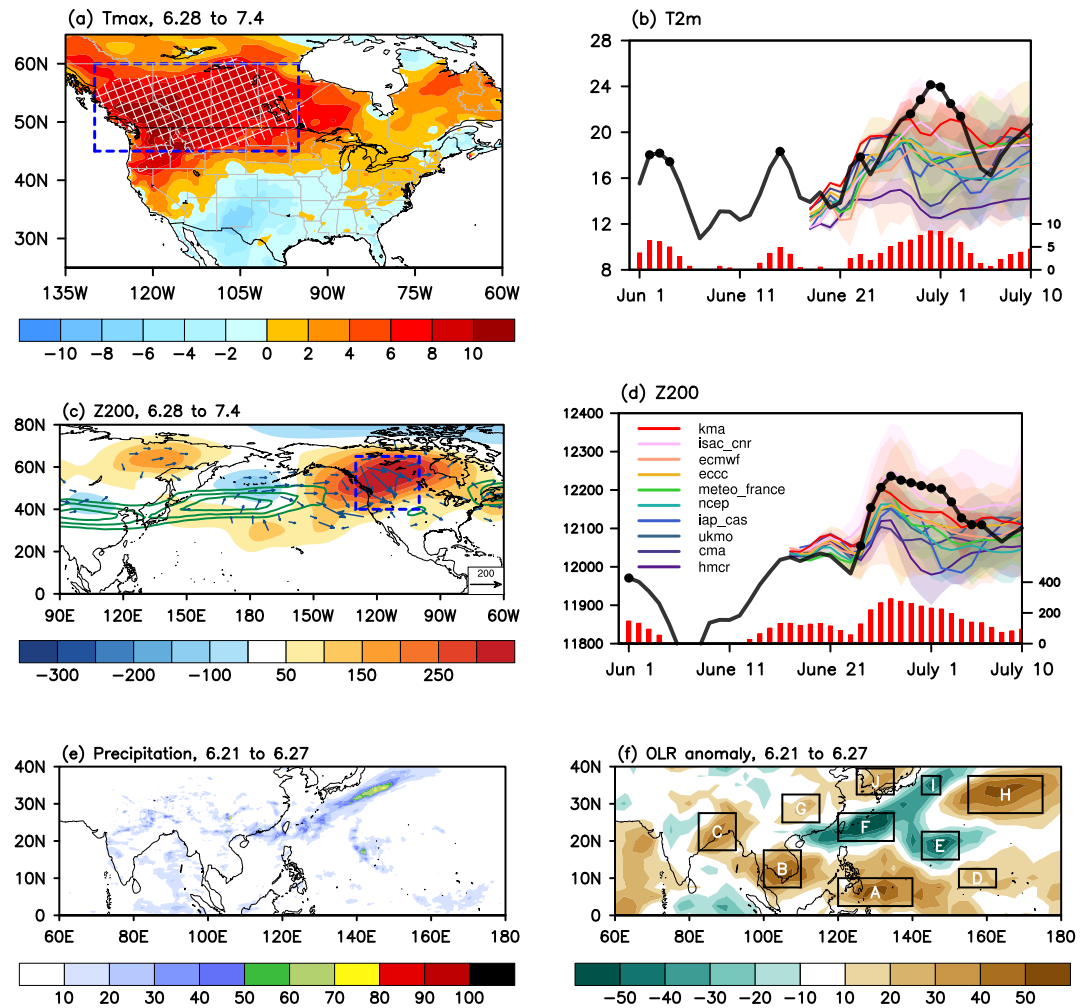 (a) Tmax, 6.28 to 7.4
60N
50N
40N
30N
135W 120W 105W 90W 75W 60W
−10 −8 −6 −4 −2 0 2 4 6 8 10
(b) T2m
28
24
20
16
12
8
10
5
0
Jun 1 June 11 June 21 July 1 July 10
(c) Z200, 6.28 to 7.4
80N
60N
40N
20N
0
200
90E 120E 150E 180 150W 120W 90W 60W
−300 −200 −100 50 150 250
(d) Z200
12400
12300
12200
12100
12000
11900
11800
kma
isac_cnr
ecmwf
eccc
meteo_france
ncep
iap_cas
ukmo
cma
hmcr
400
200
0
Jun 1 June 11 June 21 July 1 July 10
(e) Precipitation, 6.21 to 6.27
40N
30N
20N
10N
0
60E 80E 100E 120E 140E 160E 180
10 20 30 40 50 60 70 80 90 100
(f) OLR anomaly, 6.21 to 6.27
40N
30N
20N
10N
0
J
I
H
G
F
C
E
B
D
A
60E 80E 100E 120E 140E 160E 180
−50 −40 −30 −20 −10 10 20 30 40 50